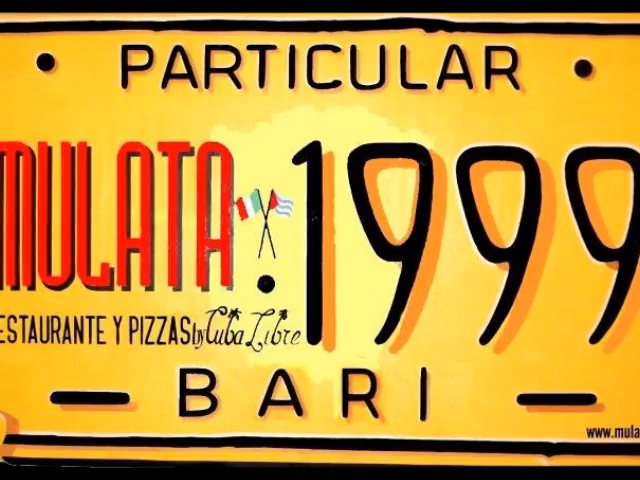 PARTICULAR
MULATA
.1999
ESTAURANTE Y PIZZAS by Cuba Libre
BARI
www.mula